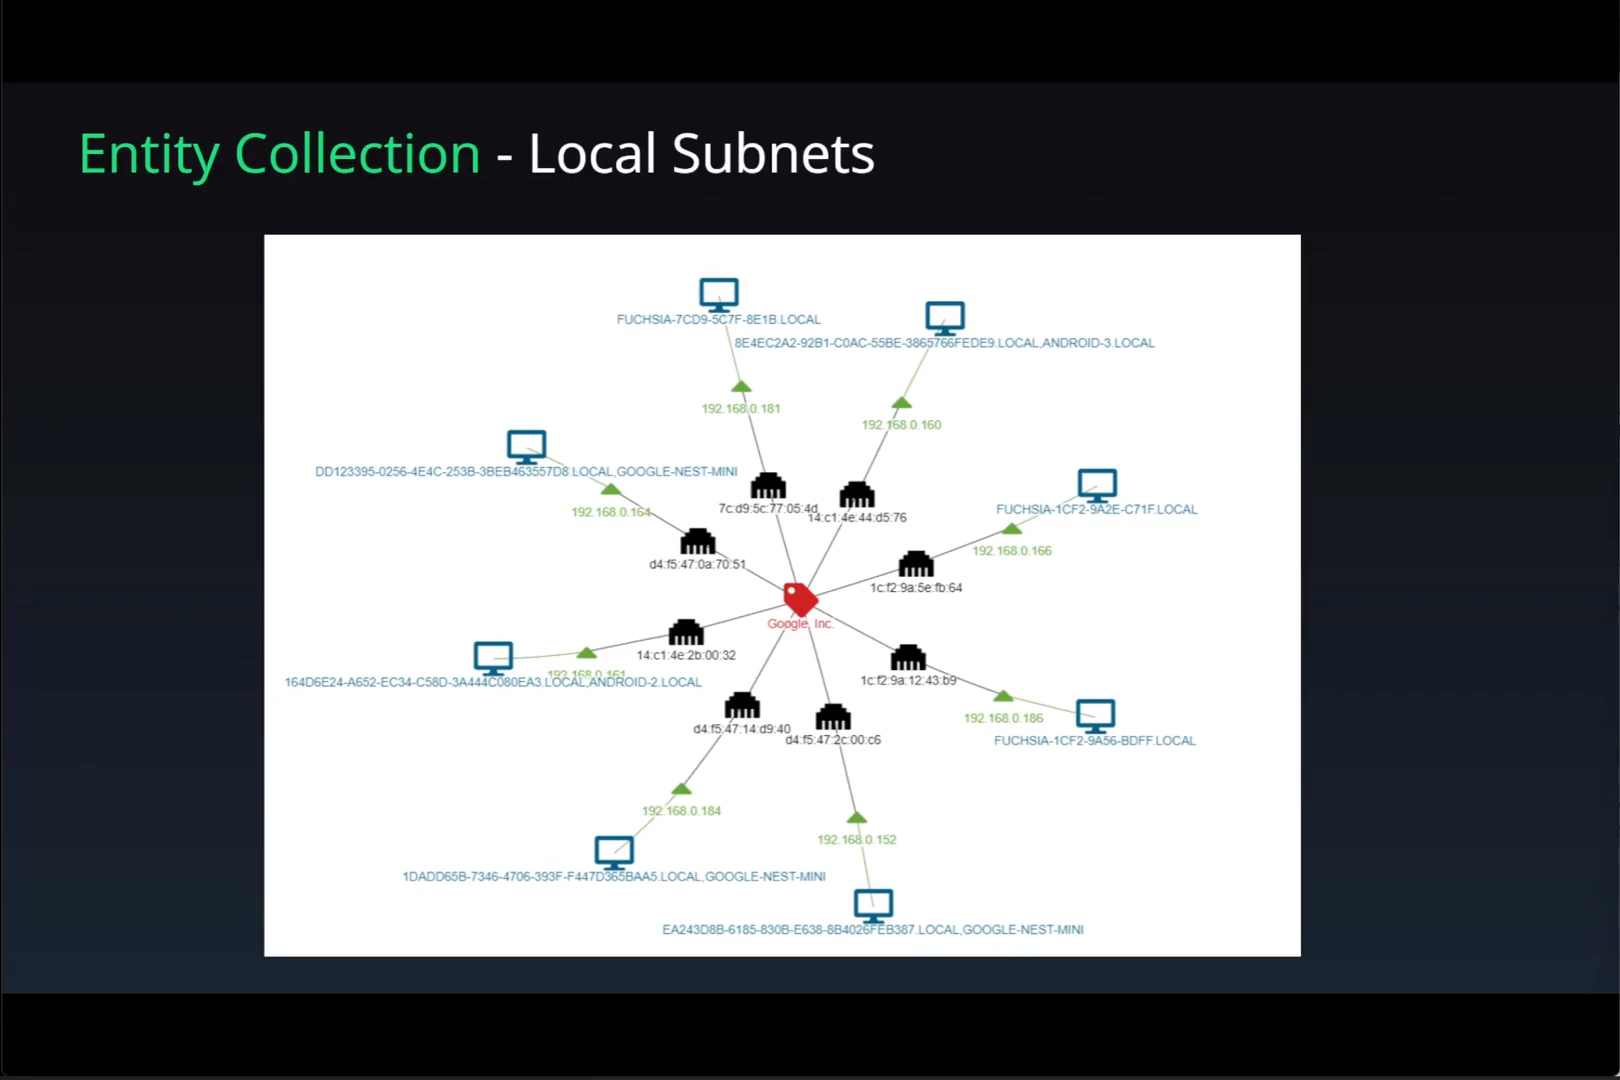 Entity Collection - Local Subnets
FUCHSIA-7CD9-5C7F-8E1B.LOCAL
8E4EC2A2-92B1-C0AC-55BE-3865766FEDE9.LOCAL,ANDROID-3.LOCAL
192.168.0.181
192.168.0.160
DD123395-0256-4E4C-253B-3BEB463557D8.LOCAL,GOOGLE-NEST-MINI
192.168.0.164
7c:d9:5c:77:05:4d
14:c1:4e:44:d5:76
FUCHSIA-1CF2-9A2E-C71F.LOCAL
192.168.0.166
d4:f5:47:0a:70:51
1c:f2:9a:5e:fb:64
Google, Inc.
14:c1:4e:2b:00:32
192.168.0.161
164D6E24-A652-EC34-C58D-3A444C080EA3.LOCAL,ANDROID-2.LOCAL
1c:f2:9a:12:43:b9
192.168.0.186
FUCHSIA-1CF2-9A56-BDFF.LOCAL
d4:f5:47:14:d9:40
d4:f5:47:2c:00:c6
192.168.0.184
192.168.0.152
1DADD65B-7346-4706-393F-F447D365BAA5.LOCAL,GOOGLE-NEST-MINI
EA243D8B-6185-830B-E638-8B4026FEB387.LOCAL,GOOGLE-NEST-MINI